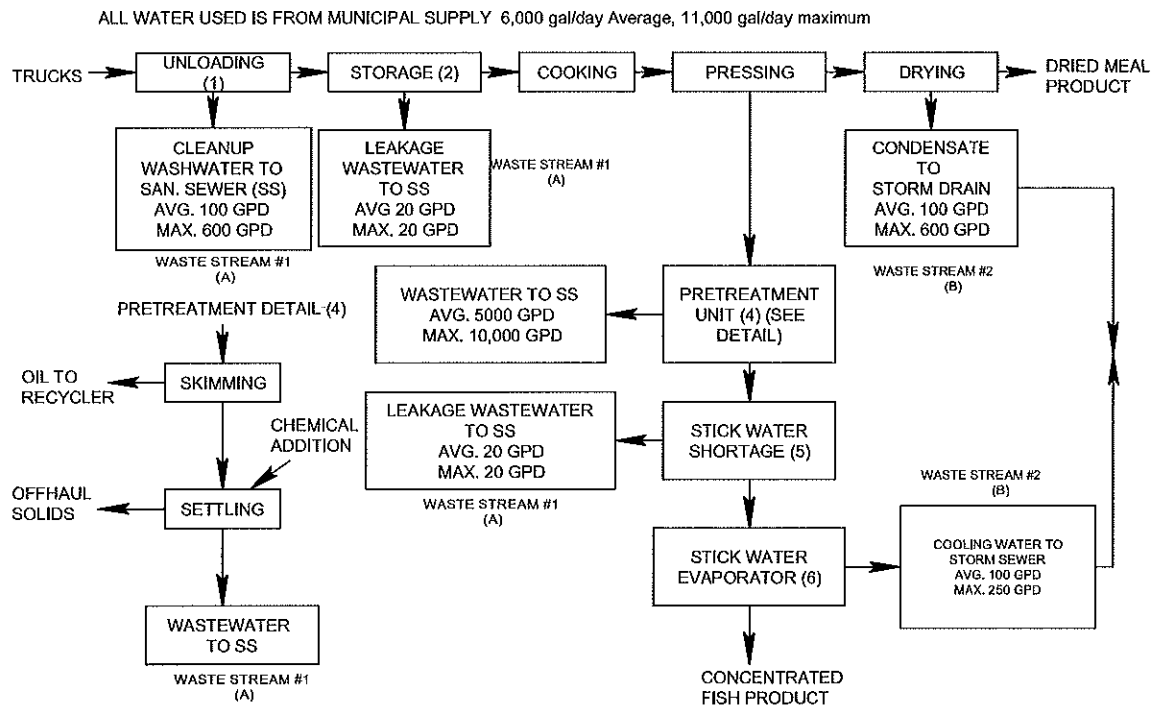 ALL WATER USED IS FROM MUNICIPAL SUPPLY 6,000 gal/day Average, 11,000 gal/day maximum
TRUCKS
UNLOADING
(1)
STORAGE (2)
COOKING
PRESSING
DRYING
DRIED MEAL
PRODUCT
CLEANUP
WASHWATER TO
SAN. SEWER (SS)
AVG. 100 GPD
MAX. 600 GPD
WASTE STREAM #1
(A)
LEAKAGE
WASTEWATER
TO SS
AVG 20 GPD
MAX. 20 GPD
WASTE STREAM #1
(A)
CONDENSATE
TO
STORM DRAIN
AVG. 100 GPD
MAX. 600 GPD
WASTE STREAM #2
(B)
WASTEWATER TO SS
AVG. 5000 GPD
MAX. 10,000 GPD
PRETREATMENT
UNIT (4) (SEE
DETAIL)
LEAKAGE WASTEWATER
TO SS
AVG. 20 GPD
MAX. 20 GPD
WASTE STREAM #1
(A)
STICK WATER
SHORTAGE (5)
STICK WATER
EVAPORATOR (6)
WASTE STREAM #2
(B)
COOLING WATER TO
STORM SEWER
AVG. 100 GPD
MAX. 250 GPD
CONCENTRATED
FISH PRODUCT
PRETREATMENT DETAIL (4)
SKIMMING
OIL TO
RECYCLER
CHEMICAL
ADDITION
SETTLING
OFFHAUL
SOLIDS
WASTEWATER
TO SS
WASTE STREAM #1
(A)